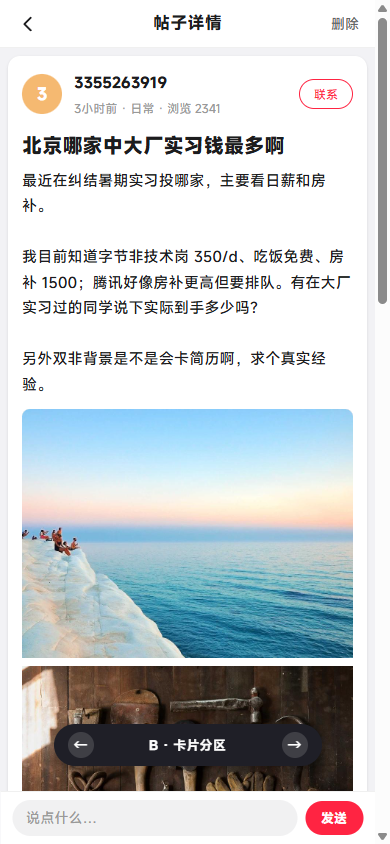 帖子详情
删除
3
3355263919
3小时前 · 日常 · 浏览 2341
联系
北京哪家中大厂实习钱最多啊
最近在纠结暑期实习投哪家，主要看日薪和房
补。
我目前知道字节非技术岗 350/d、吃饭免费、房
补 1500；腾讯好像房补更高但要排队。有在大厂
实习过的同学说下实际到手多少吗？
另外双非背景是不是会卡简历啊，求个真实经
验。
← B · 卡片分区 →
说点什么...
发送